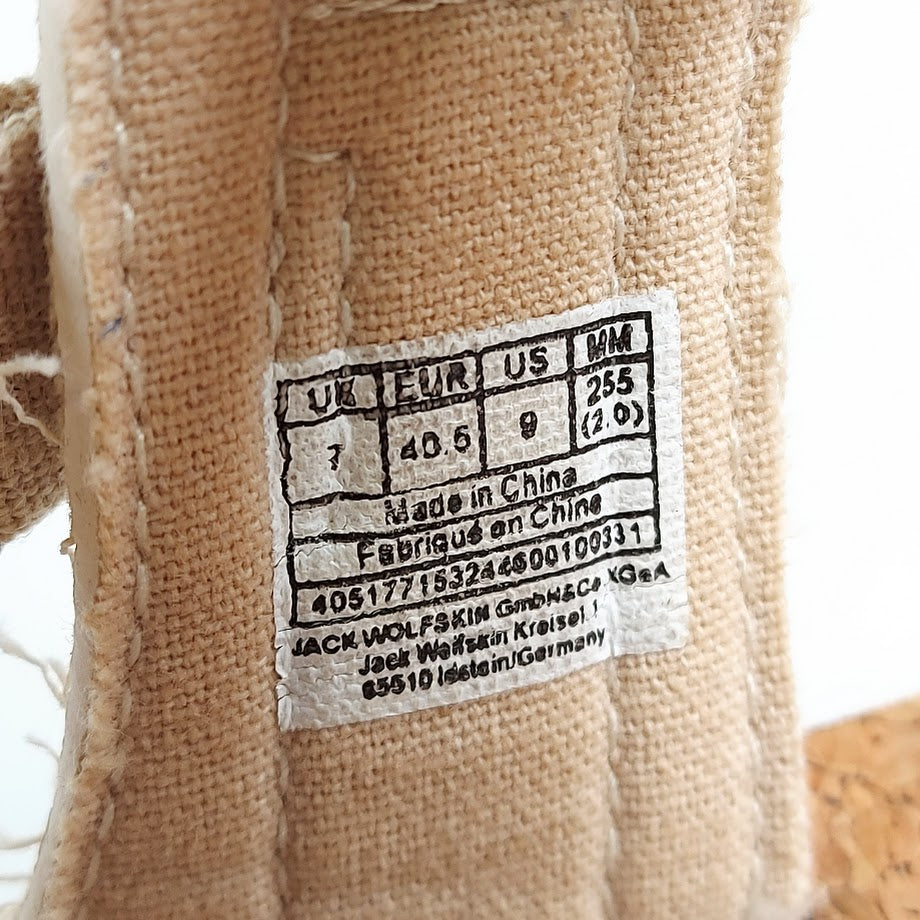 UK EUR US MM
7 40.5 9 255 (2.0)
Made in China
Fabriqué en Chine
405177153244600100331
JACK WOLFSKIN GmbH&Co KGaA
Jack Wolfskin Kreisel 1
65510 Idstein/Germany